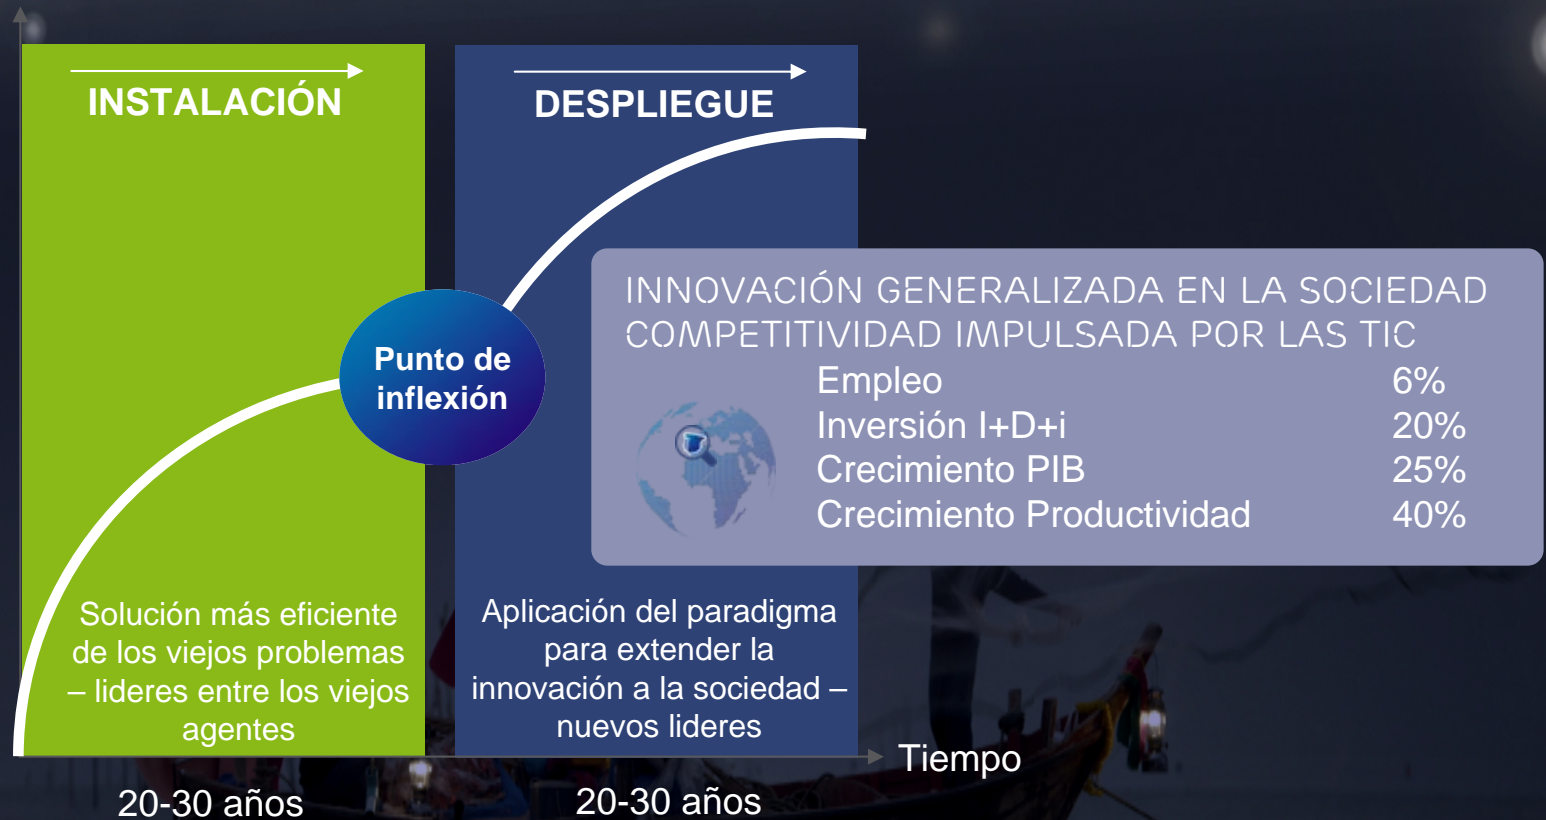 INSTALACIÓN
DESPLIEGUE
Punto de
inflexión
INNOVACIÓN GENERALIZADA EN LA SOCIEDAD
COMPETITIVIDAD IMPULSADA POR LAS TIC
Empleo 6%
Inversión I+D+i 20%
Crecimiento PIB 25%
Crecimiento Productividad 40%
Solución más eficiente
de los viejos problemas
– lideres entre los viejos
agentes
Aplicación del paradigma
para extender la
innovación a la sociedad –
nuevos lideres
Tiempo
20-30 años
20-30 años